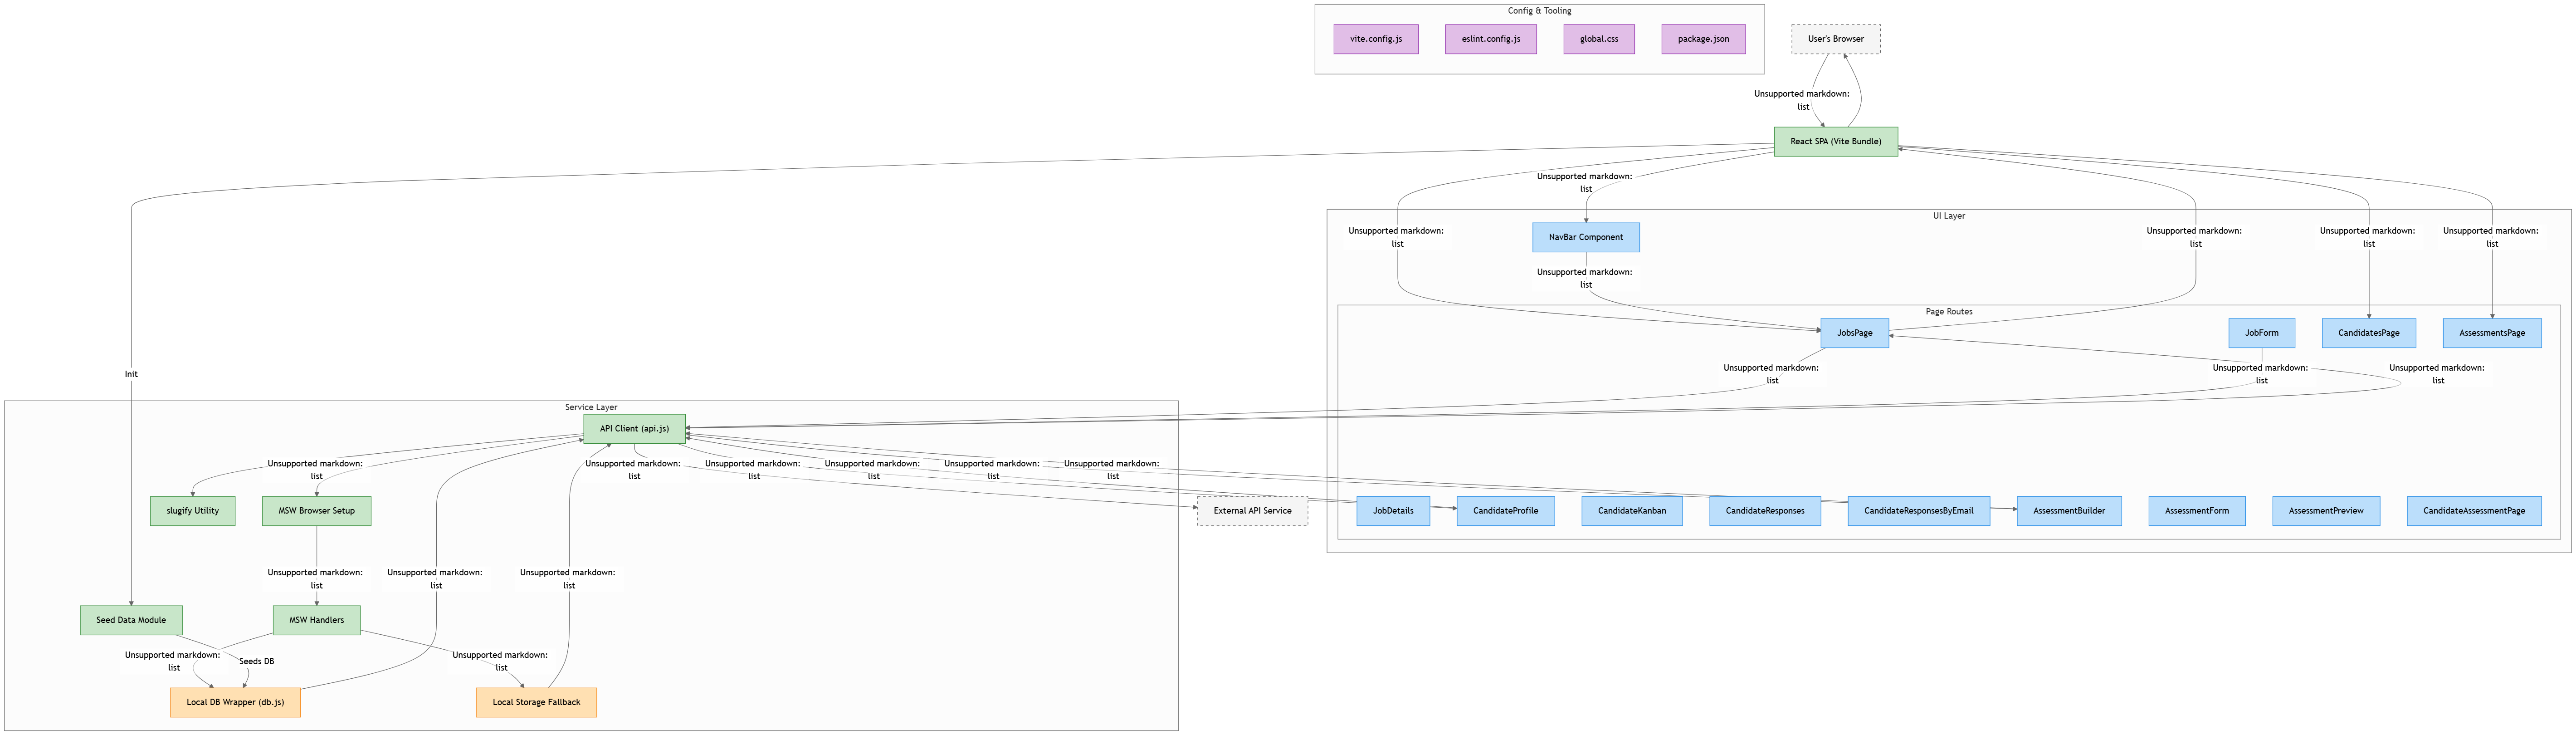 Config & Tooling
vite.config.js
eslint.config.js
global.css
package.json
User's Browser
Unsupported markdown:
list
React SPA (Vite Bundle)
Unsupported markdown:
list
UI Layer
Unsupported markdown:
list
NavBar Component
Unsupported markdown:
list
Unsupported markdown:
list
Unsupported markdown:
list
Unsupported markdown:
list
Page Routes
JobsPage
JobForm
CandidatesPage
AssessmentsPage
Init
Unsupported markdown:
list
Unsupported markdown:
list
Unsupported markdown:
list
Service Layer
API Client (api.js)
Unsupported markdown:
list
Unsupported markdown:
list
Unsupported markdown:
list
Unsupported markdown:
list
Unsupported markdown:
list
Unsupported markdown:
list
Unsupported markdown:
list
slugify Utility
MSW Browser Setup
External API Service
JobDetails
CandidateProfile
CandidateKanban
CandidateResponses
CandidateResponsesByEmail
AssessmentBuilder
AssessmentForm
AssessmentPreview
CandidateAssessmentPage
Unsupported markdown:
list
Unsupported markdown:
list
Unsupported markdown:
list
Seed Data Module
MSW Handlers
Unsupported markdown:
list
Seeds DB
Unsupported markdown:
list
Local DB Wrapper (db.js)
Local Storage Fallback